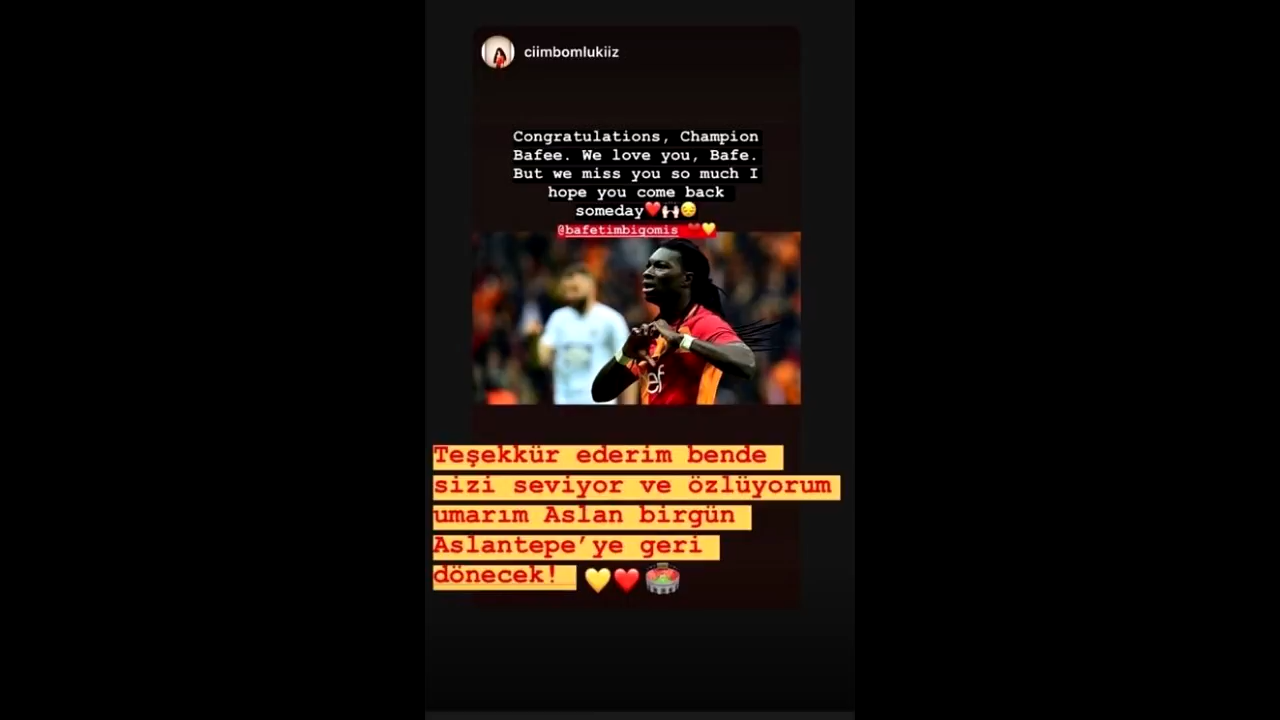 ciimbomlukiiz
Congratulations, Champion
Bafee. We love you, Bafe.
But we miss you so much I
hope you come back
someday❤️🙌🏻😔
@bafetimbigomis ❤️💛
ef
Teşekkür ederim bende
sizi seviyor ve özlüyorum
umarım Aslan birgün
Aslantepe’ye geri
dönecek! 💛❤️🏟️